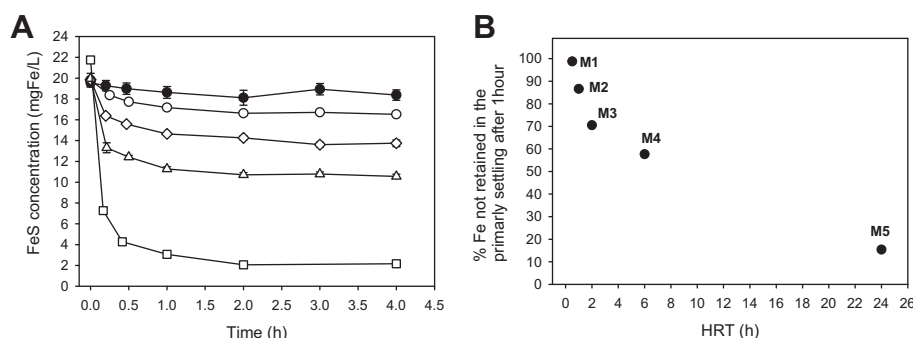 A
FeS concentration (mgFe/L)
24
22
20
18
16
14
12
10
8
6
4
2
0
0.0 0.5 1.0 1.5 2.0 2.5 3.0 3.5 4.0 4.5
Time (h)
B
% Fe not retained in the
primarly settling after 1hour
100
90
80
70
60
50
40
30
20
10
0
M1
M2
M3
M4
M5
0 2 4 6 8 10 12 14 16 18 20 22 24 26
HRT (h)